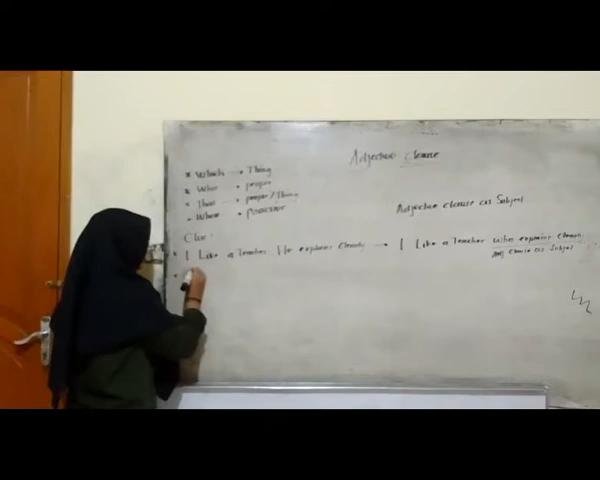 Adjective Clause
* Which → Thing
* Who → people
* That → people/Thing
- Whose → Possessive
Adjective clause as Subject
Clue :
* I Like a Teacher. He explains Clearly → I Like a Teacher who explains Clearly.
Adj Clause as Subject